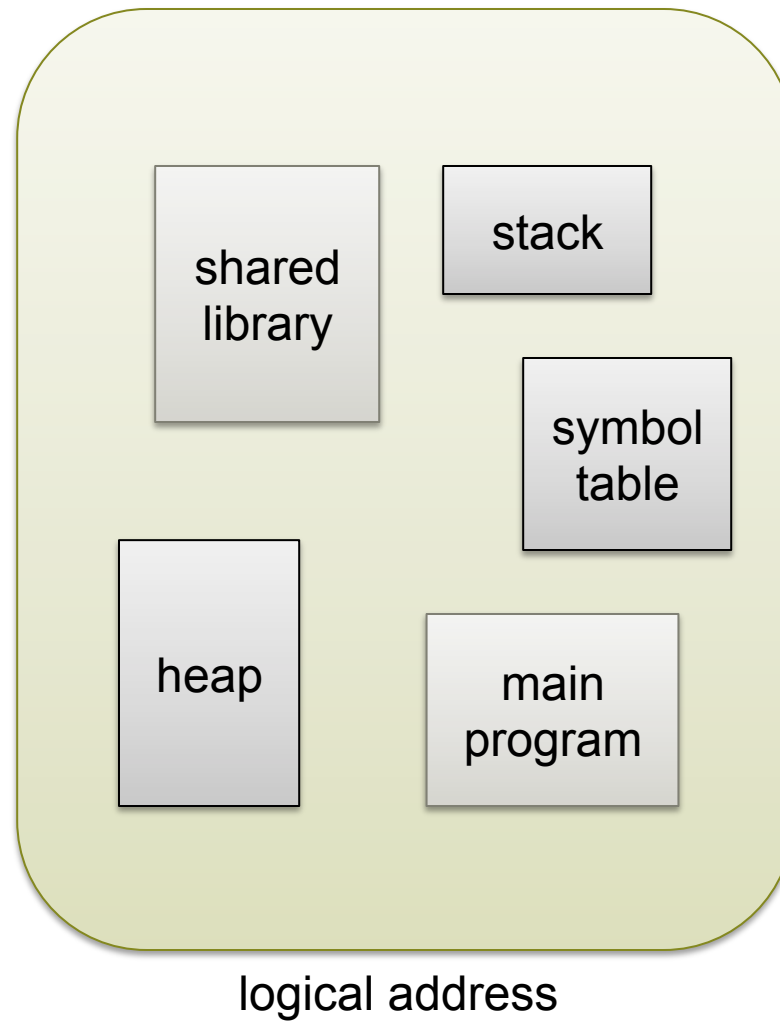 shared
library
stack
symbol
table
heap
main
program
logical address